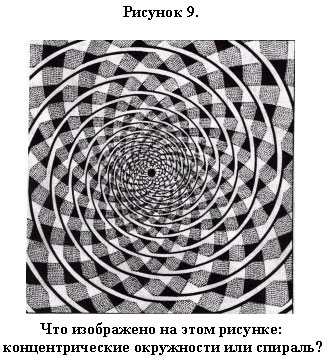 Рисунок 9.
Что изображено на этом рисунке:
концентрические окружности или спираль?